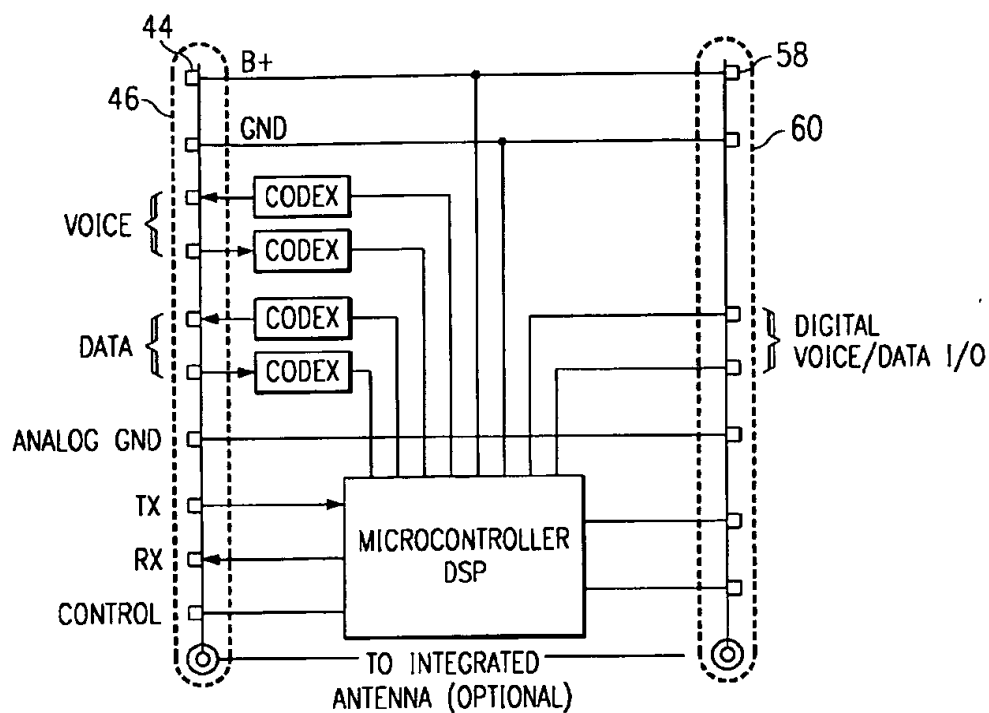 44
B+
58
46
GND
60
CODEX
VOICE
CODEX
CODEX
DIGITAL
VOICE/DATA I/O
DATA
CODEX
ANALOG GND
TX
MICROCONTROLLER
DSP
RX
CONTROL
TO INTEGRATED
ANTENNA (OPTIONAL)